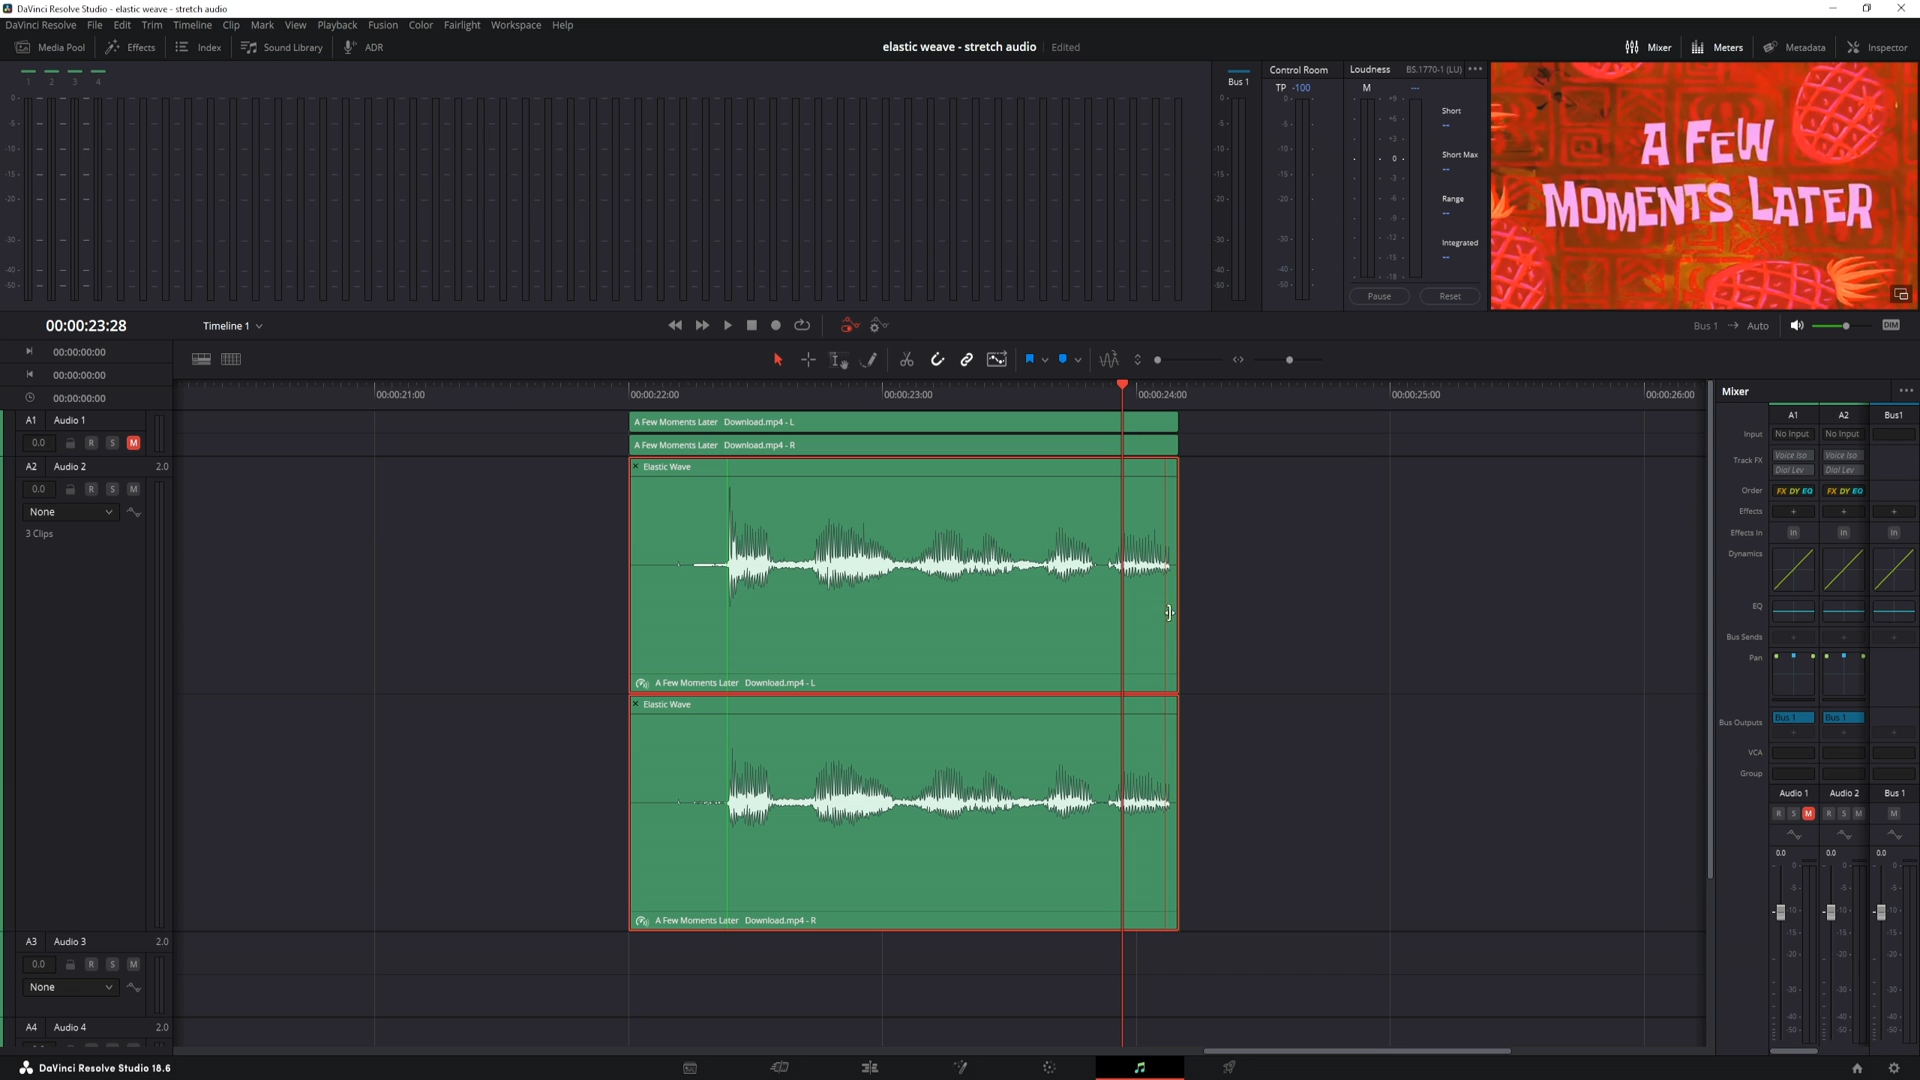 DaVinci Resolve Studio - elastic weave - stretch audio
DaVinci Resolve File Edit Trim Timeline Clip Mark View Playback Fusion Color Fairlight Workspace Help
Media Pool Effects Index Sound Library ADR
elastic weave - stretch audio Edited
Mixer Meters Metadata Inspector
1 2 3 4
Bus 1
Control Room
TP -100
Loudness BS.1770-1 (LU)
M
Short
Short Max
Range
Integrated
Pause Reset
A FEW
MOMENTS LATER
00:00:23:28
Timeline 1
Bus 1 Auto DIM
00:00:00:00
00:00:00:00
00:00:00:00
00:00:21:00 00:00:22:00 00:00:23:00 00:00:24:00 00:00:25:00 00:00:26:00
A1 Audio 1
0.0 R S M
A2 Audio 2 2.0
0.0 R S M
None
3 Clips
A3 Audio 3 2.0
0.0 R S M
None
A4 Audio 4 2.0
A Few Moments Later Download.mp4 - L
A Few Moments Later Download.mp4 - R
Elastic Wave
A Few Moments Later Download.mp4 - L
Elastic Wave
A Few Moments Later Download.mp4 - R
Mixer
A1 A2 Bus1
Input No Input No Input
Track FX Voice Iso Voice Iso
Dial Lev Dial Lev
Order FX DY EQ FX DY EQ
Effects
Effects In In In In
Dynamics
EQ
Bus Sends
Pan
Bus Outputs Bus 1 Bus 1
VCA
Group
Audio 1 Audio 2 Bus 1
R S M R S M M
0.0 0.0 0.0
DaVinci Resolve Studio 18.6